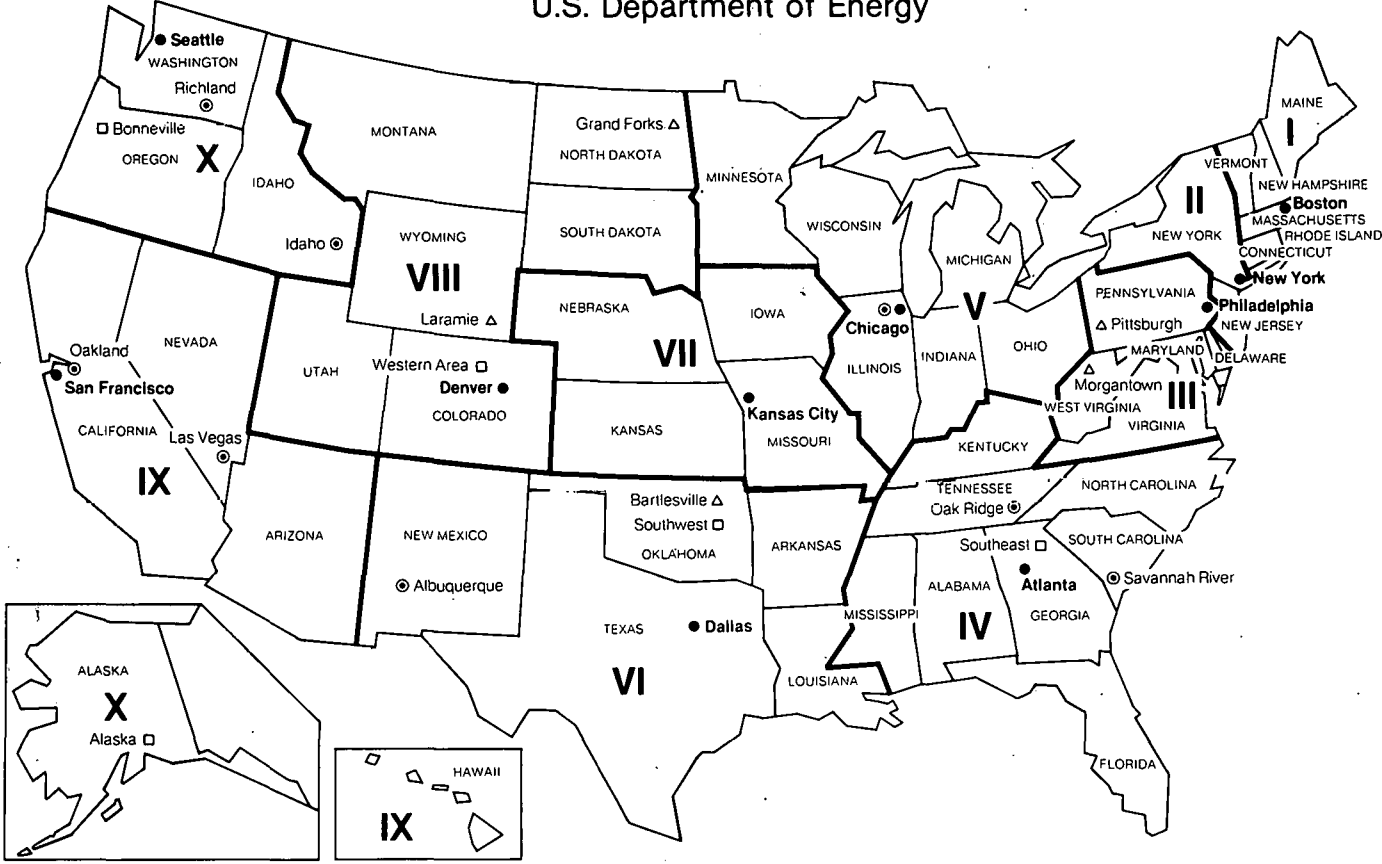 U.S. Department of Energy
Seattle
WASHINGTON
Richland
Bonneville
OREGON
X
IDAHO
Idaho
MONTANA
WYOMING
VIII
Laramie
Grand Forks
NORTH DAKOTA
SOUTH DAKOTA
MINNESOTA
WISCONSIN
MICHIGAN
V
Chicago
ILLINOIS
INDIANA
OHIO
MAINE
I
VERMONT
NEW HAMPSHIRE
Boston
MASSACHUSETTS
RHODE ISLAND
CONNECTICUT
II
NEW YORK
New York
PENNSYLVANIA
Philadelphia
Pittsburgh
NEW JERSEY
MARYLAND
DELAWARE
Morgantown
III
WEST VIRGINIA
VIRGINIA
NEBRASKA
IOWA
VII
KANSAS
Kansas City
MISSOURI
Oakland
San Francisco
NEVADA
UTAH
Western Area
Denver
COLORADO
CALIFORNIA
Las Vegas
IX
ARIZONA
NEW MEXICO
Albuquerque
Bartlesville
Southwest
OKLAHOMA
ARKANSAS
TEXAS
Dallas
VI
LOUISIANA
KENTUCKY
TENNESSEE
Oak Ridge
NORTH CAROLINA
SOUTH CAROLINA
Southeast
Savannah River
Atlanta
GEORGIA
ALABAMA
MISSISSIPPI
IV
FLORIDA
ALASKA
X
Alaska
HAWAII
IX